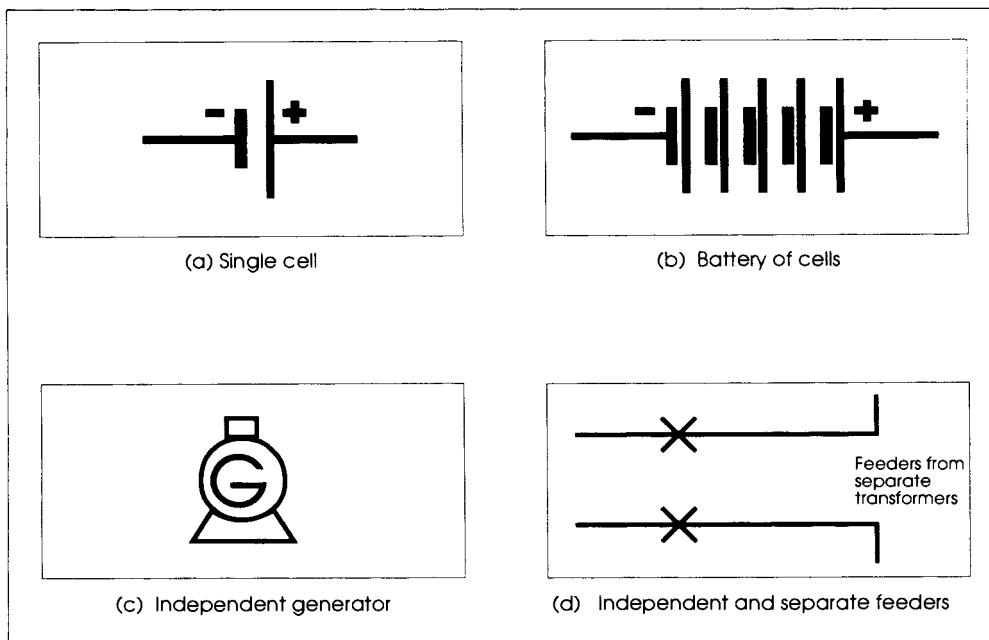 - +
(a) Single cell
- +
(b) Battery of cells
G
(c) Independent generator
Feeders from
separate
transformers
(d) Independent and separate feeders